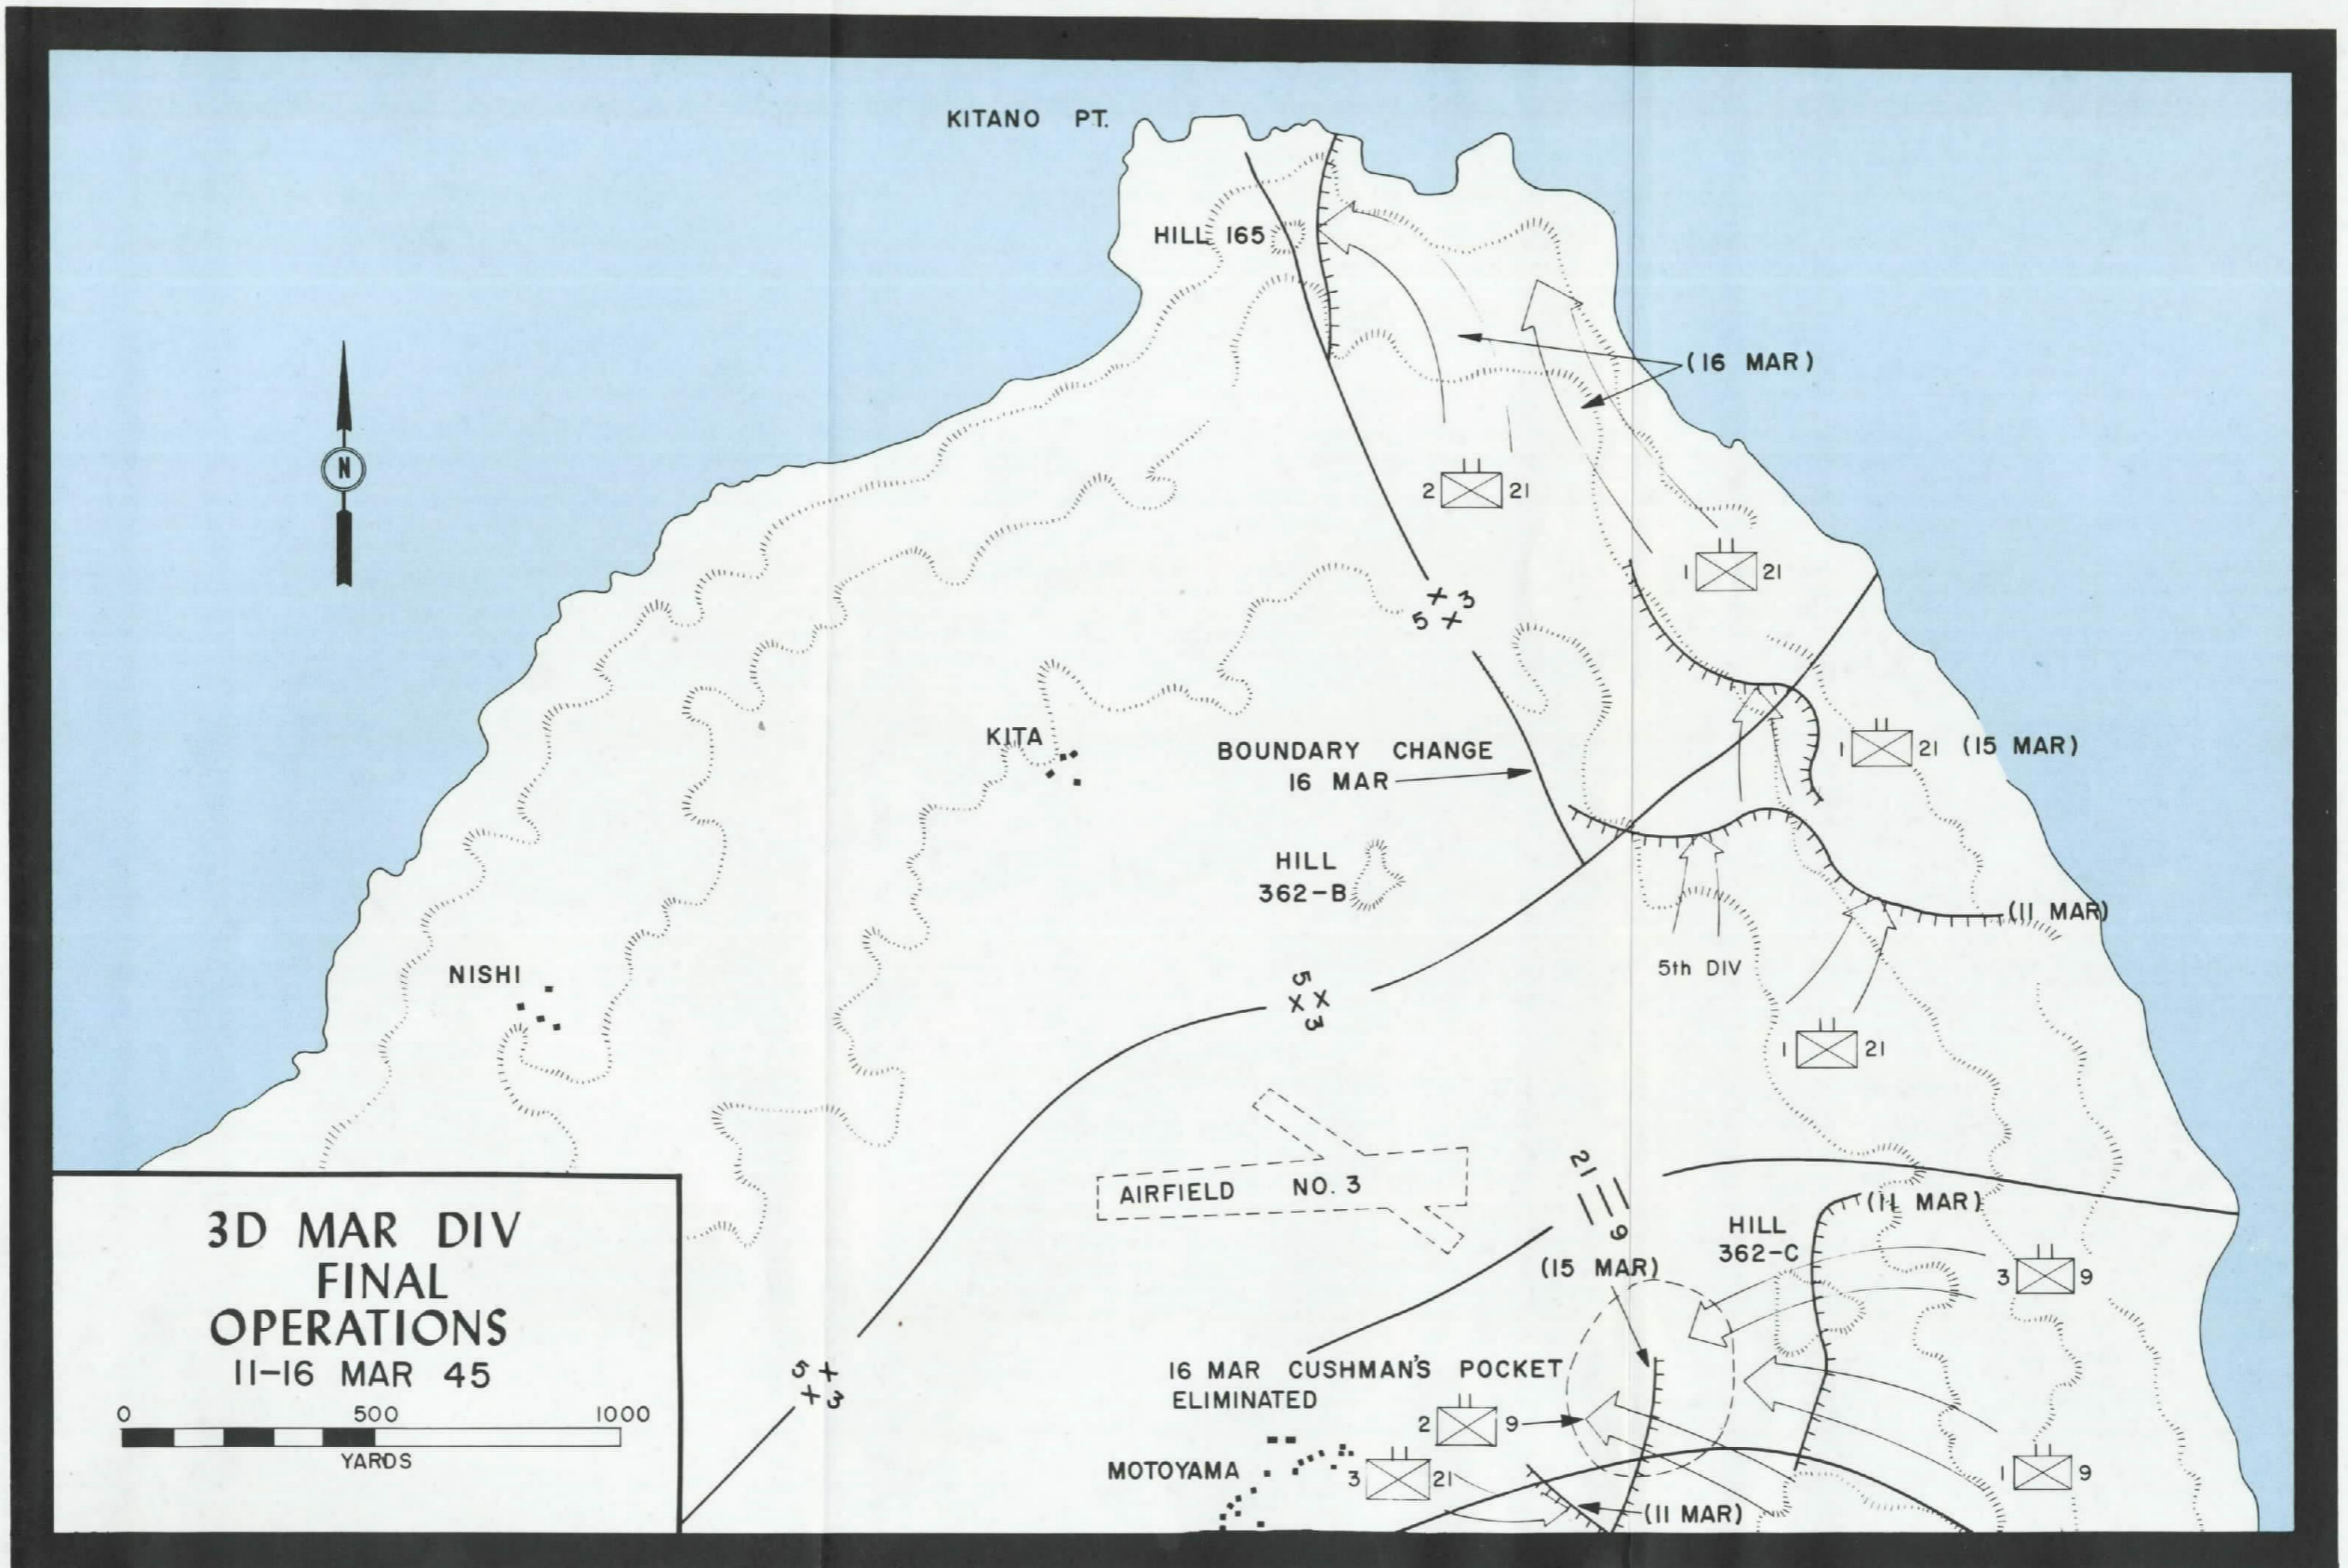 KITANO PT.
HILL 165
(16 MAR)
N
2 21
1 21
3
5
KITA
BOUNDARY CHANGE
16 MAR
1 21 (15 MAR)
HILL
362-B
(11 MAR)
5th DIV
NISHI
5
3
1 21
AIRFIELD NO. 3
21
9
(11 MAR)
HILL
362-C
(15 MAR)
3 9
3D MAR DIV
FINAL
OPERATIONS
11-16 MAR 45
0 500 1000
YARDS
5
3
16 MAR CUSHMAN'S POCKET
ELIMINATED
2 9
MOTOYAMA
3 21
1 9
(11 MAR)